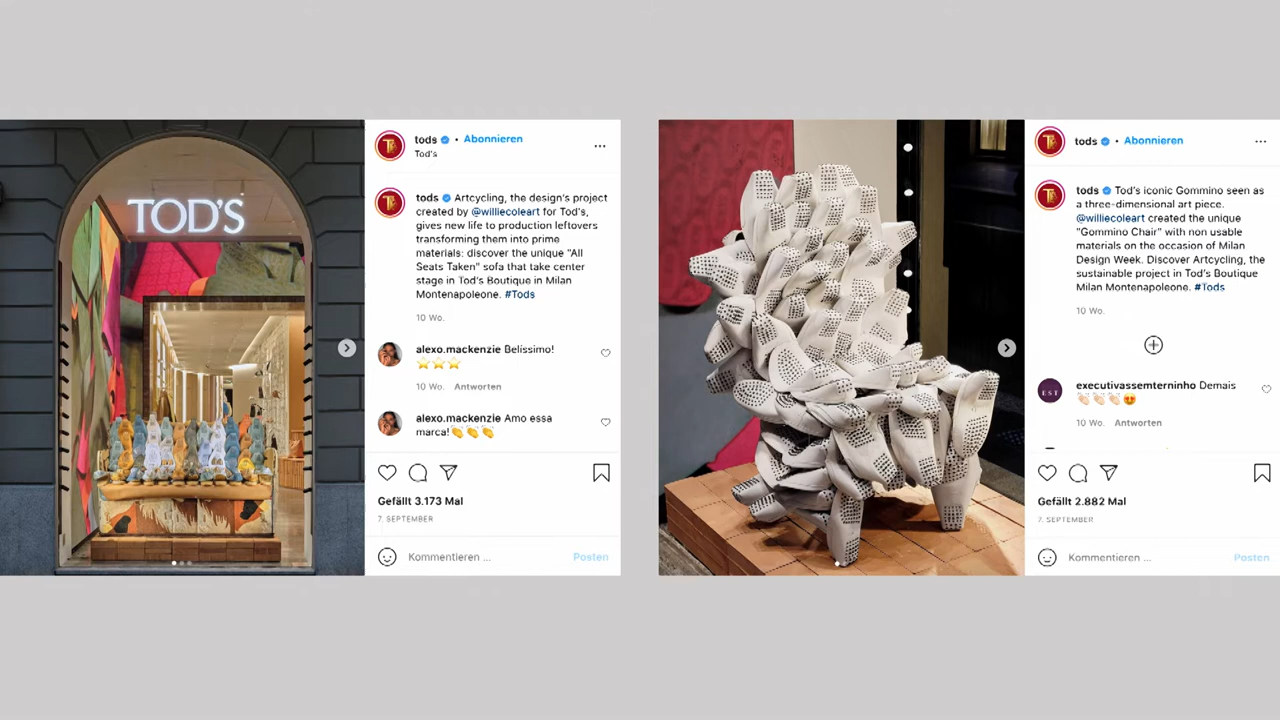 TOD'S
tods • Abonnieren
Tod's
tods Artcycling, the design's project
created by @williecoleart for Tod's,
gives new life to production leftovers
transforming them into prime
materials: discover the unique "All
Seats Taken" sofa that take center
stage in Tod's Boutique in Milan
Montenapoleone. #Tods
10 Wo.
alexo.mackenzie Belíssimo!
⭐⭐⭐
10 Wo. Antworten
alexo.mackenzie Amo essa
marca!👏👏👏
Gefällt 3.173 Mal
7. SEPTEMBER
Kommentieren ...
Posten
tods • Abonnieren
tods Tod's iconic Gommino seen as
a three-dimensional art piece.
@williecoleart created the unique
"Gommino Chair" with non usable
materials on the occasion of Milan
Design Week. Discover Artcycling, the
sustainable project in Tod's Boutique
Milan Montenapoleone. #Tods
10 Wo.
EST
executivassemterninho Demais
👏🏻👏🏻👏🏻😍
10 Wo. Antworten
Gefällt 2.882 Mal
7. SEPTEMBER
Kommentieren ...
Posten